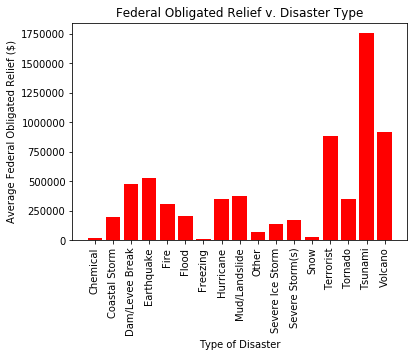 Federal Obligated Relief v. Disaster Type
Average Federal Obligated Relief ($)
1750000
1500000
1250000
1000000
750000
500000
250000
0
Chemical
Coastal Storm
Dam/Levee Break
Earthquake
Fire
Flood
Freezing
Hurricane
Mud/Landslide
Other
Severe Ice Storm
Severe Storm(s)
Snow
Terrorist
Tornado
Tsunami
Volcano
Type of Disaster